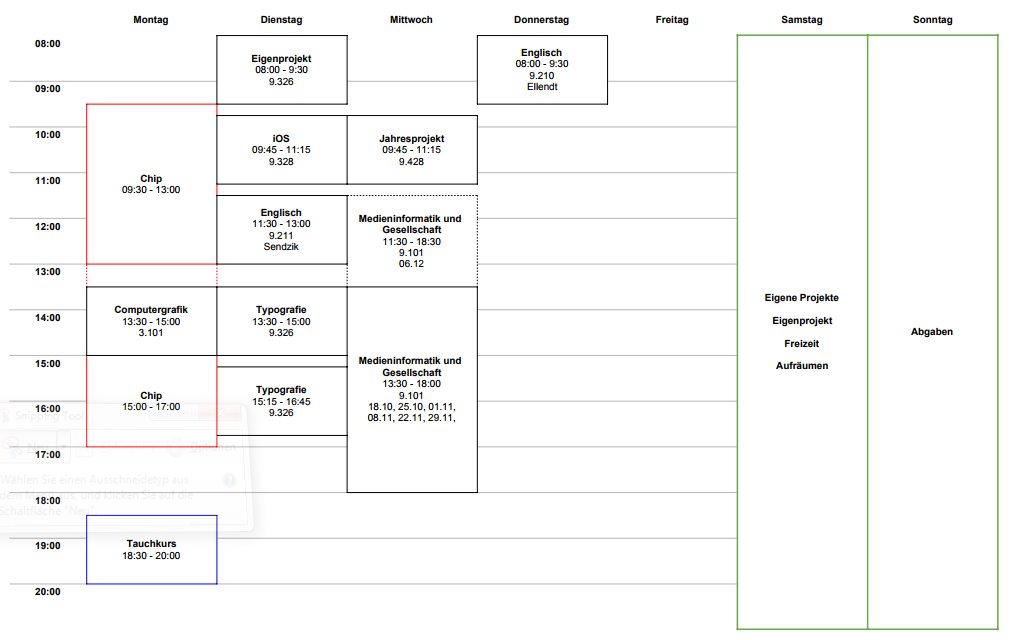 Montag
Dienstag
Mittwoch
Donnerstag
Freitag
Samstag
Sonntag
08:00
09:00
10:00
11:00
12:00
13:00
14:00
15:00
16:00
17:00
18:00
19:00
20:00
Chip
09:30 - 13:00
Computergrafik
13:30 - 15:00
3.101
Chip
15:00 - 17:00
Tauchkurs
18:30 - 20:00
Eigenprojekt
08:00 - 9:30
9.326
iOS
09:45 - 11:15
9.328
Englisch
11:30 - 13:00
9.211
Sendzik
Typografie
13:30 - 15:00
9.326
Typografie
15:15 - 16:45
9.326
Jahresprojekt
09:45 - 11:15
9.428
Medieninformatik und
Gesellschaft
11:30 - 18:30
9.101
06.12
Medieninformatik und
Gesellschaft
13:30 - 18:00
9.101
18.10, 25.10, 01.11,
08.11, 22.11, 29.11,
Englisch
08:00 - 9:30
9.210
Ellendt
Eigene Projekte
Eigenprojekt
Freizeit
Aufräumen
Abgaben
Snipping Tool
Neu
Wählen Sie einen Ausschneidetyp aus
dem Menü aus, und klicken Sie auf die
Schaltfläche "Neu".